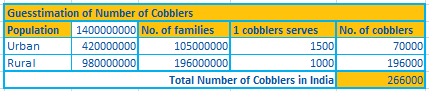 Guesstimation of Number of Cobblers
Population 1400000000 No. of families 1 cobblers serves No. of cobblers
Urban 420000000 105000000 1500 70000
Rural 980000000 196000000 1000 196000
Total Number of Cobblers in India 266000